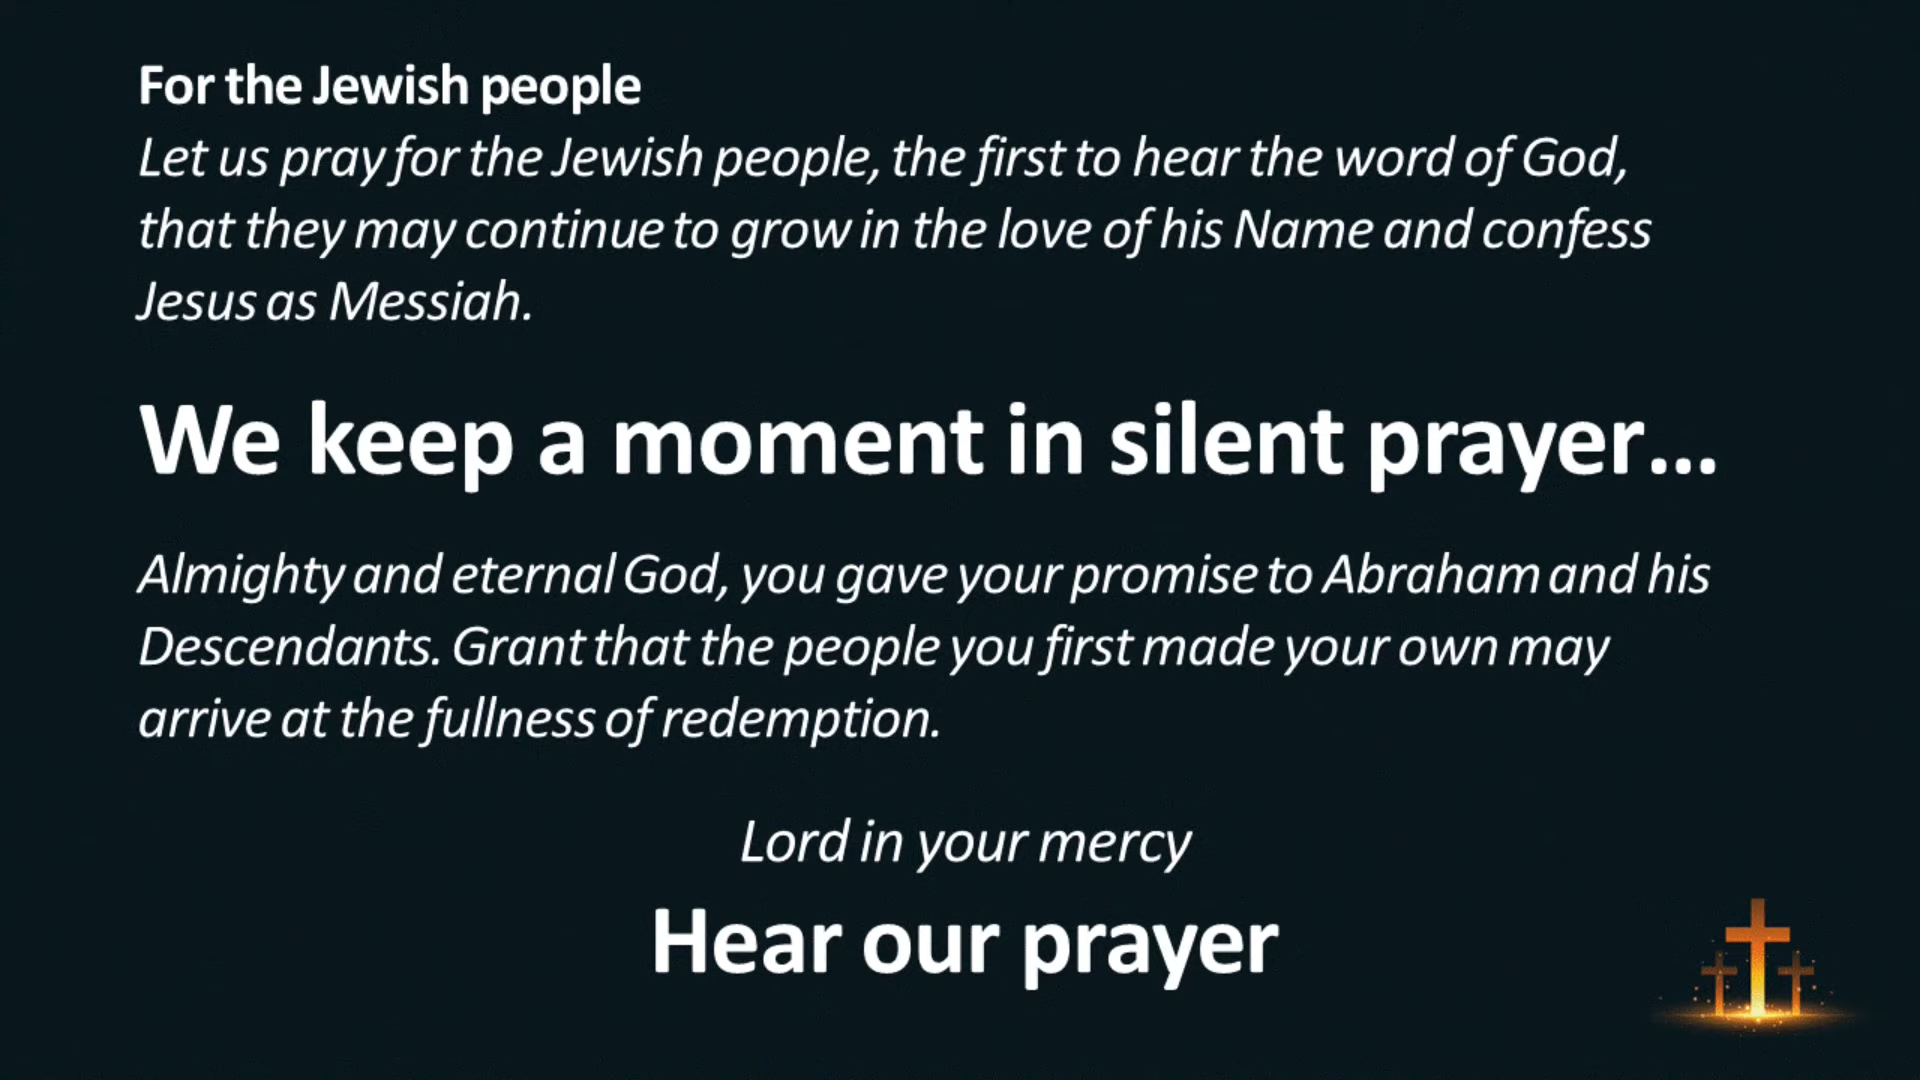 For the Jewish people
Let us pray for the Jewish people, the first to hear the word of God,
that they may continue to grow in the love of his Name and confess
Jesus as Messiah.
We keep a moment in silent prayer...
Almighty and eternal God, you gave your promise to Abraham and his
Descendants. Grant that the people you first made your own may
arrive at the fullness of redemption.
Lord in your mercy
Hear our prayer